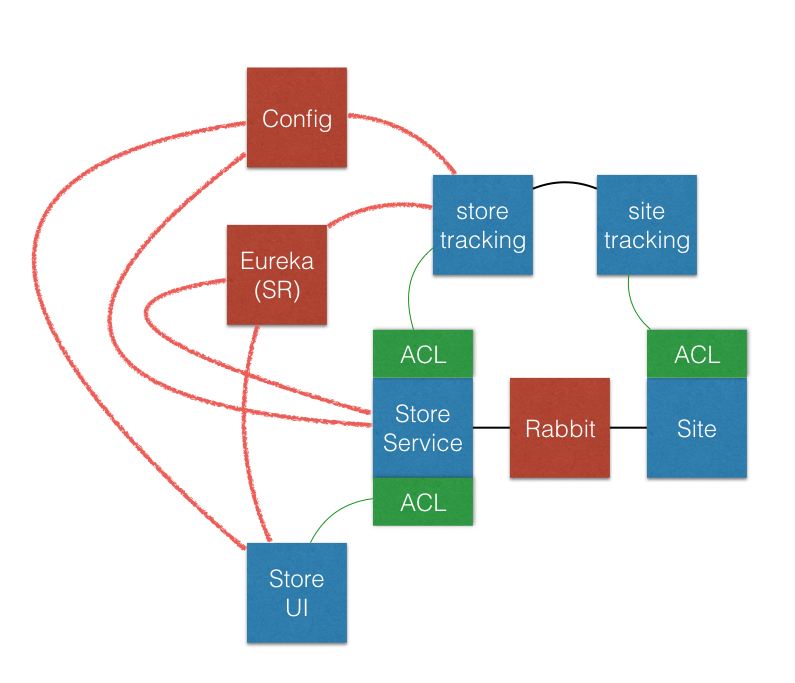 Config
store
tracking
site
tracking
Eureka
(SR)
ACL
ACL
Store
Service
Rabbit
Site
ACL
Store
UI